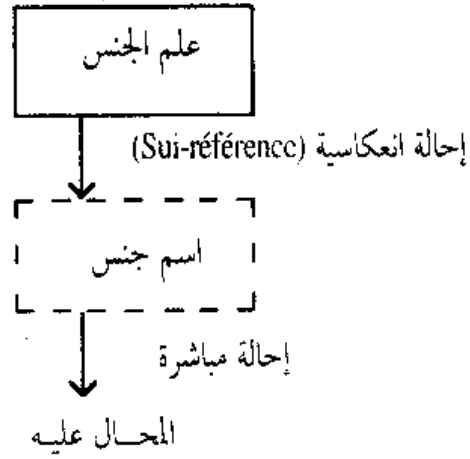 علم الجنس
إحالة انعكاسية (Sui-référence)
اسم جنس
إحالة مباشرة
المحال عليه